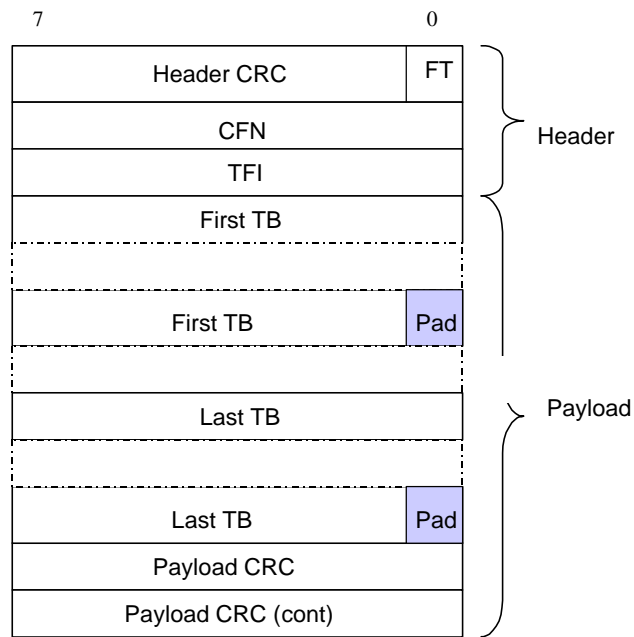 7 0
Header CRC FT
CFN
Header
TFI
First TB
First TB Pad
Last TB
Payload
Last TB Pad
Payload CRC
Payload CRC (cont)